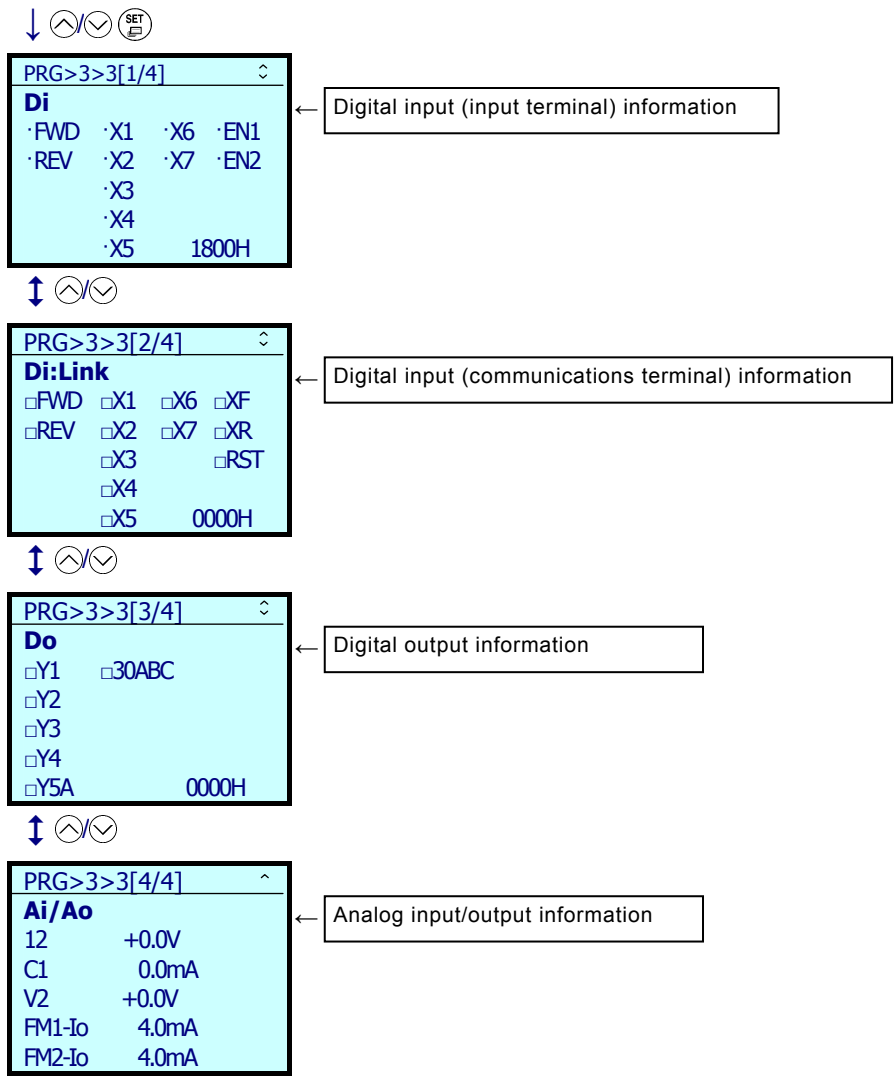 ↓ /  SET
PRG>3>3[1/4]
Di
·FWD ·X1 ·X6 ·EN1
·REV ·X2 ·X7 ·EN2
·X3
·X4
·X5 1800H
← Digital input (input terminal) information
↕ /
PRG>3>3[2/4]
Di:Link
□FWD □X1 □X6 □XF
□REV □X2 □X7 □XR
□X3 □RST
□X4
□X5 0000H
← Digital input (communications terminal) information
↕ /
PRG>3>3[3/4]
Do
□Y1 □30ABC
□Y2
□Y3
□Y4
□Y5A 0000H
← Digital output information
↕ /
PRG>3>3[4/4]
Ai/Ao
12 +0.0V
C1 0.0mA
V2 +0.0V
FM1-Io 4.0mA
FM2-Io 4.0mA
← Analog input/output information